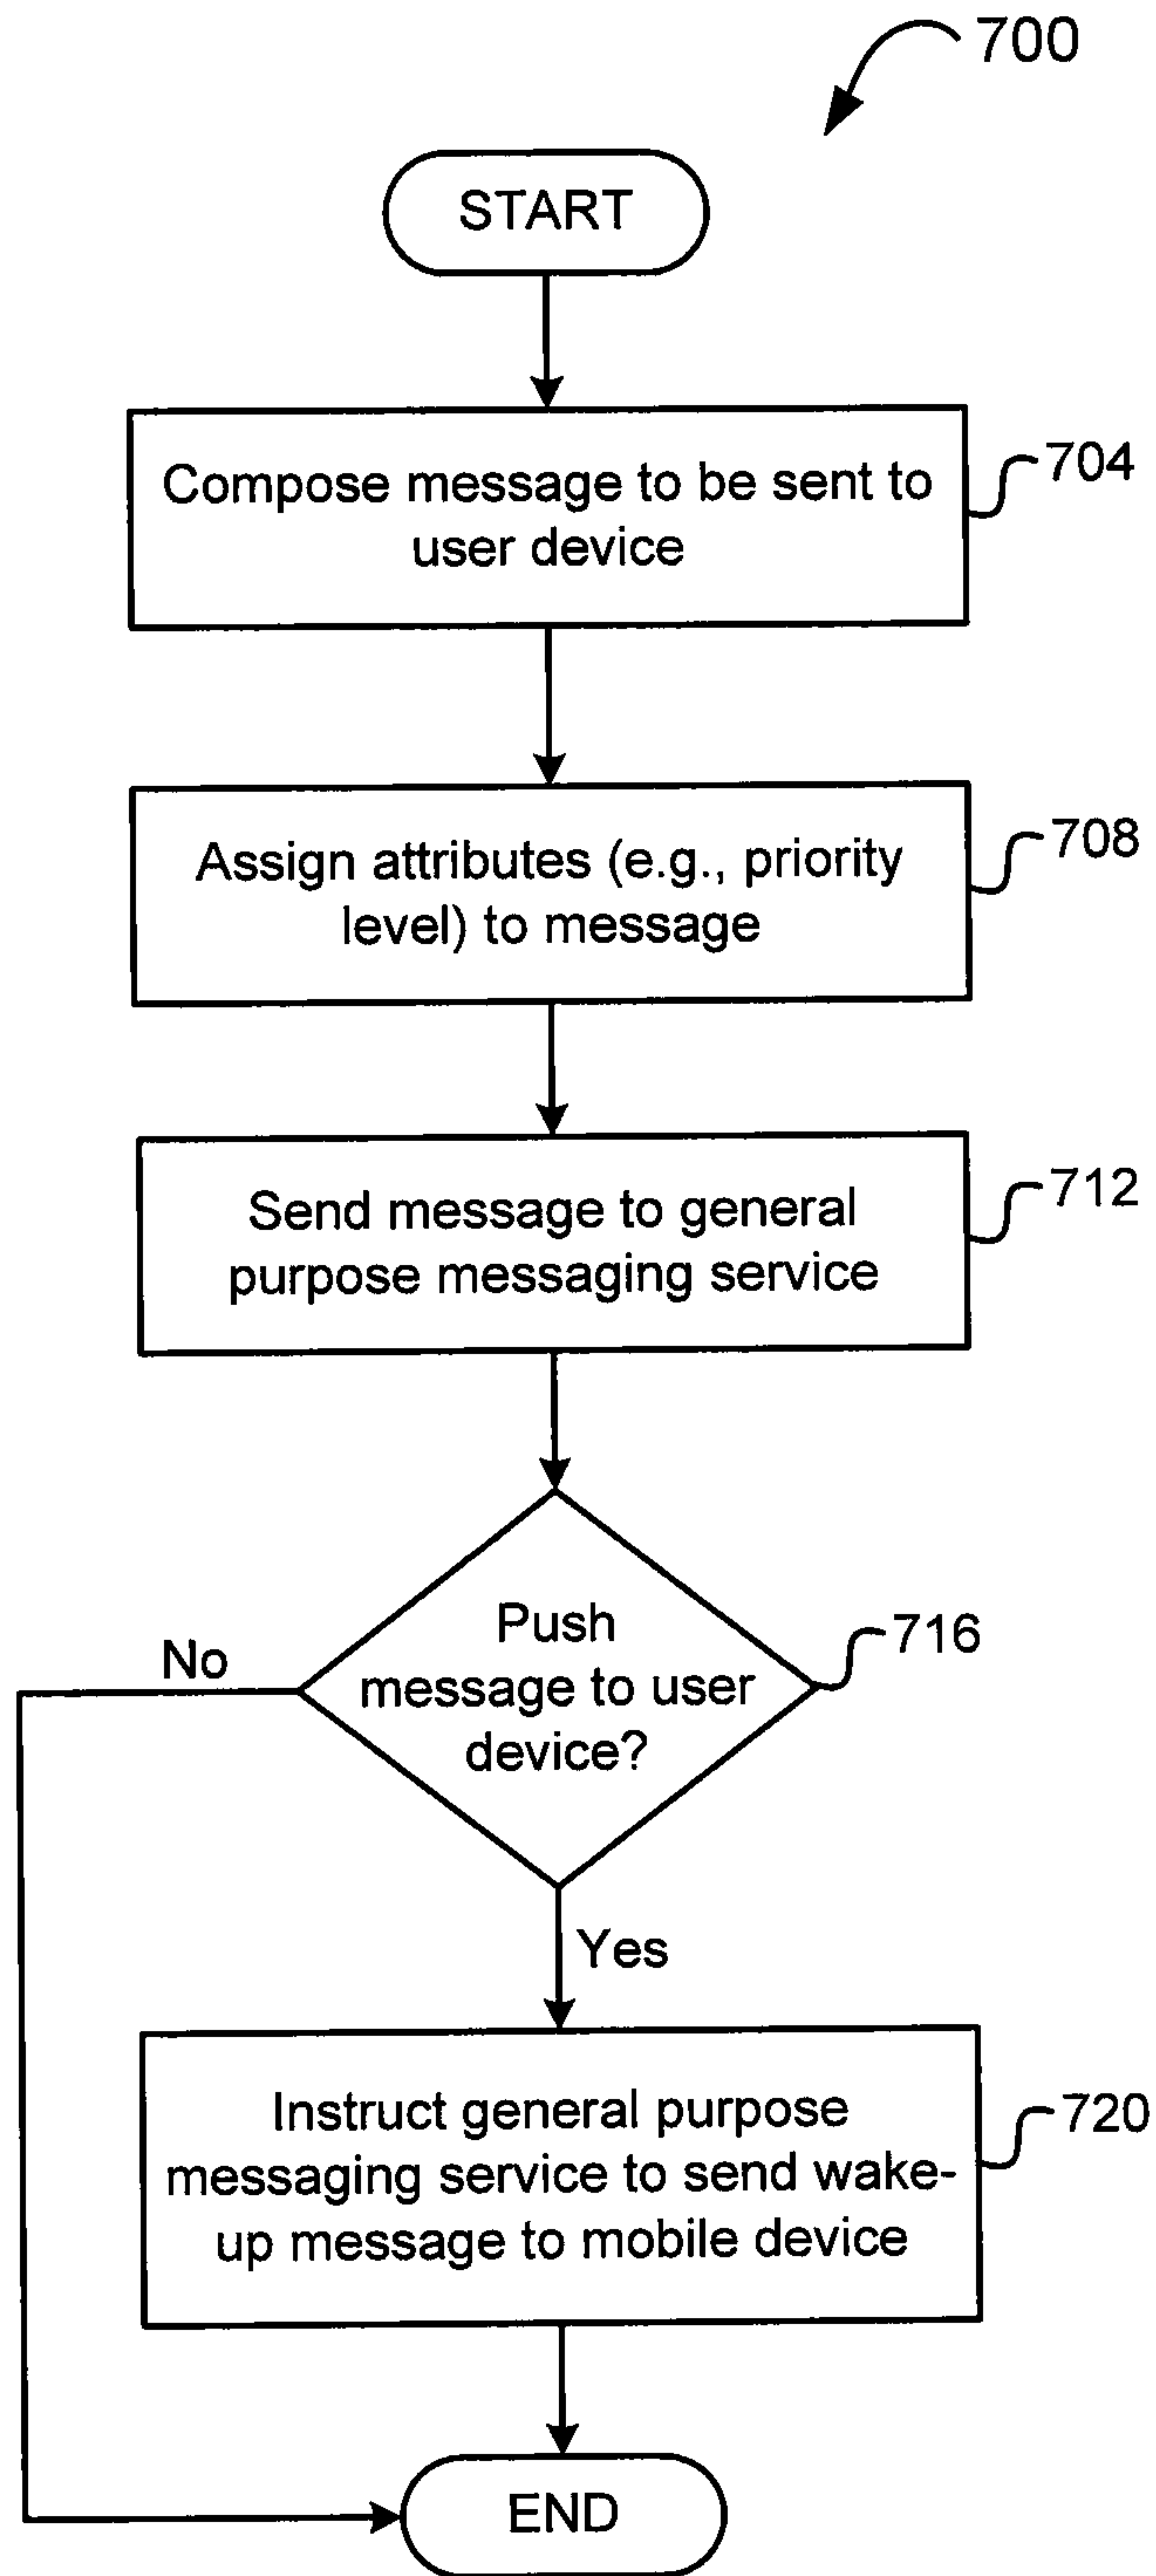 700
START
Compose message to be sent to
user device
704
Assign attributes (e.g., priority
level) to message
708
Send message to general
purpose messaging service
712
Push
message to user
device?
716
No
Yes
Instruct general purpose
messaging service to send wake-
up message to mobile device
720
END